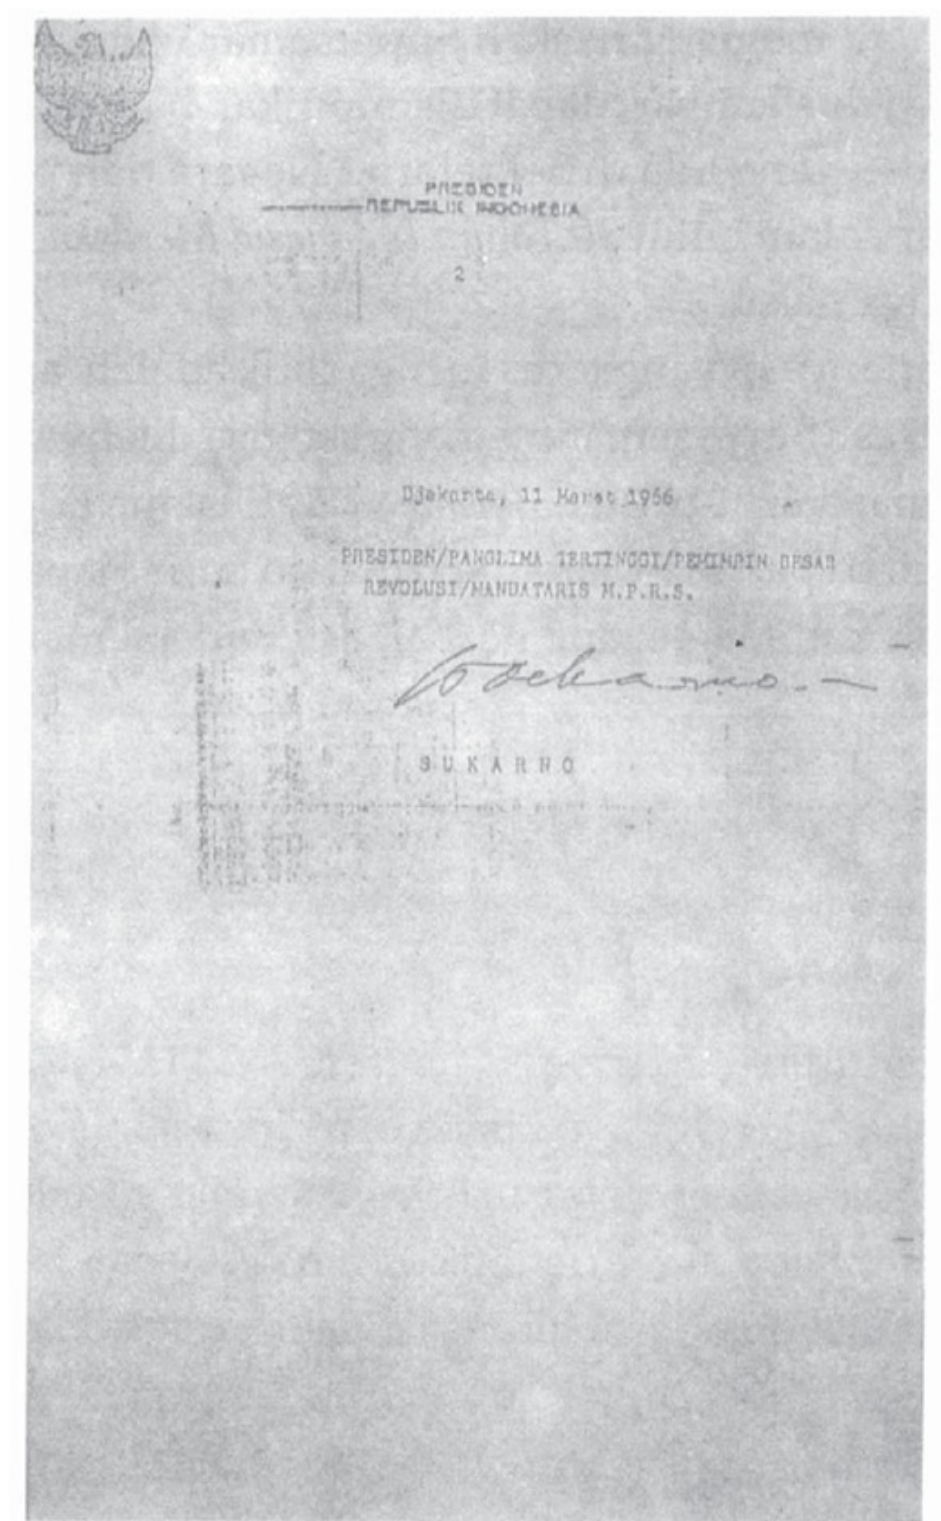 PRESIDEN
REPUBLIK INDONESIA
2
Djakarta, 11 Maret 1966
PRESIDEN/PANGLIMA TERTINGGI/PEMIMPIN BESAR
REVOLUSI/MANDATARIS M.P.R.S.
Soekarno.-
SUKARNO